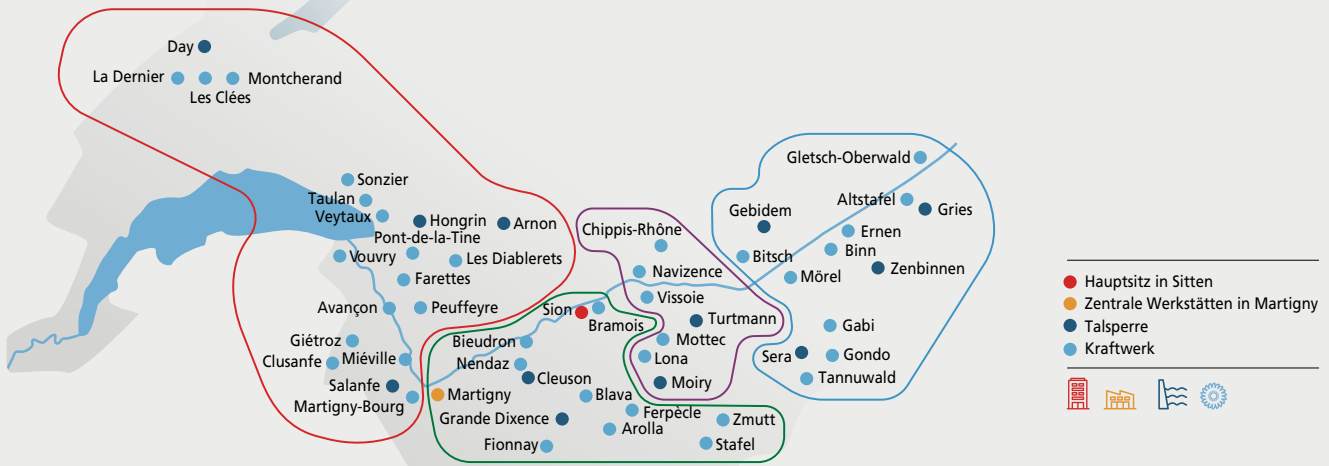 Day
La Dernier
Montcherand
Les Clées
Sonzier
Taulan
Veytaux
Hongrin
Arnon
Pont-de-la-Tine
Vouvry
Les Diablerets
Farettes
Avançon
Peuffeyre
Giétroz
Clusanfe
Miéville
Salanfe
Martigny-Bourg
Martigny
Sion
Bramois
Bieudron
Nendaz
Cleuson
Blava
Grande Dixence
Ferpècle
Arolla
Fionnay
Zmutt
Stafel
Chippis-Rhône
Navizence
Vissoie
Turtmann
Mottec
Lona
Moiry
Gletsch-Oberwald
Altstafel
Gries
Gebidem
Ernen
Binn
Bitsch
Zenbinnen
Mörel
Gabi
Sera
Gondo
Tannuwald
Hauptsitz in Sitten
Zentrale Werkstätten in Martigny
Talsperre
Kraftwerk